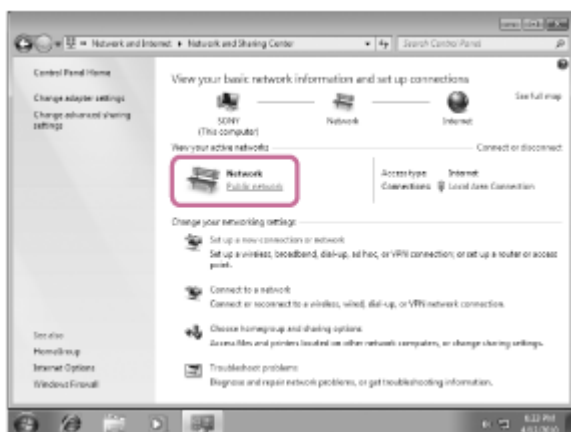 Network and Internet ▸ Network and Sharing Center
Search Control Panel
Control Panel Home
Change adapter settings
Change advanced sharing
settings
View your basic network information and set up connections
See full map
SONY
(This computer)
Network
Internet
View your active networks
Connect or disconnect
Network
Public network
Access type
Internet
Connections
Local Area Connection
Change your networking settings
Set up a new connection or network
Set up a wireless, broadband, dial-up, ad hoc, or VPN connection; or set up a router or access
point.
Connect to a network
Connect or reconnect to a wireless, wired, dial-up, or VPN network connection.
Choose homegroup and sharing options
Access files and printers located on other network computers, or change sharing settings.
Troubleshoot problems
Diagnose and repair network problems, or get troubleshooting information.
See also
HomeGroup
Internet Options
Windows Firewall